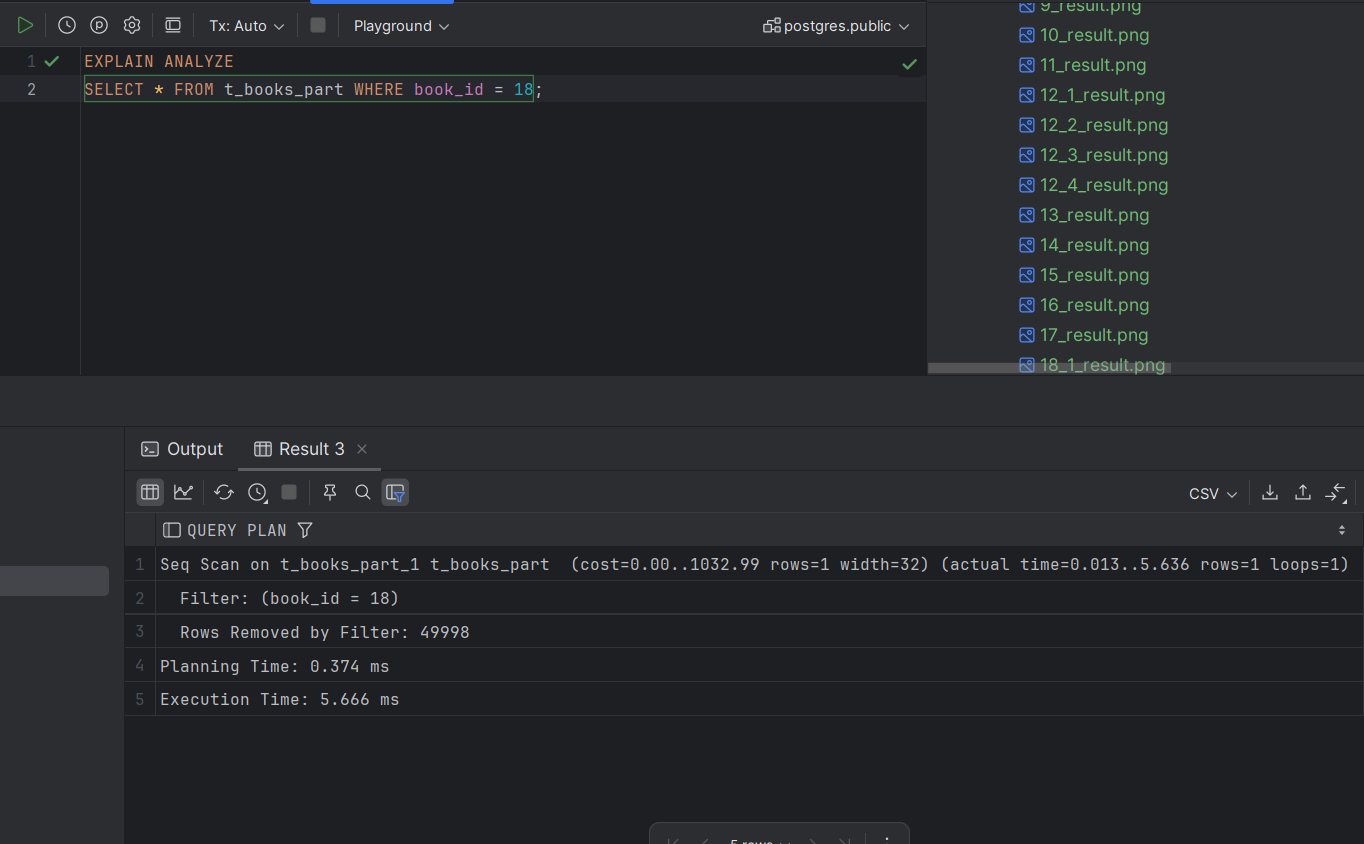 Tx: Auto
Playground
postgres.public
1
EXPLAIN ANALYZE
2
SELECT * FROM t_books_part WHERE book_id = 18;
9_result.png
10_result.png
11_result.png
12_1_result.png
12_2_result.png
12_3_result.png
12_4_result.png
13_result.png
14_result.png
15_result.png
16_result.png
17_result.png
18_1_result.png
Output
Result 3
CSV
QUERY PLAN
1 Seq Scan on t_books_part_1 t_books_part  (cost=0.00..1032.99 rows=1 width=32) (actual time=0.013..5.636 rows=1 loops=1)
2   Filter: (book_id = 18)
3   Rows Removed by Filter: 49998
4 Planning Time: 0.374 ms
5 Execution Time: 5.666 ms
5 rows